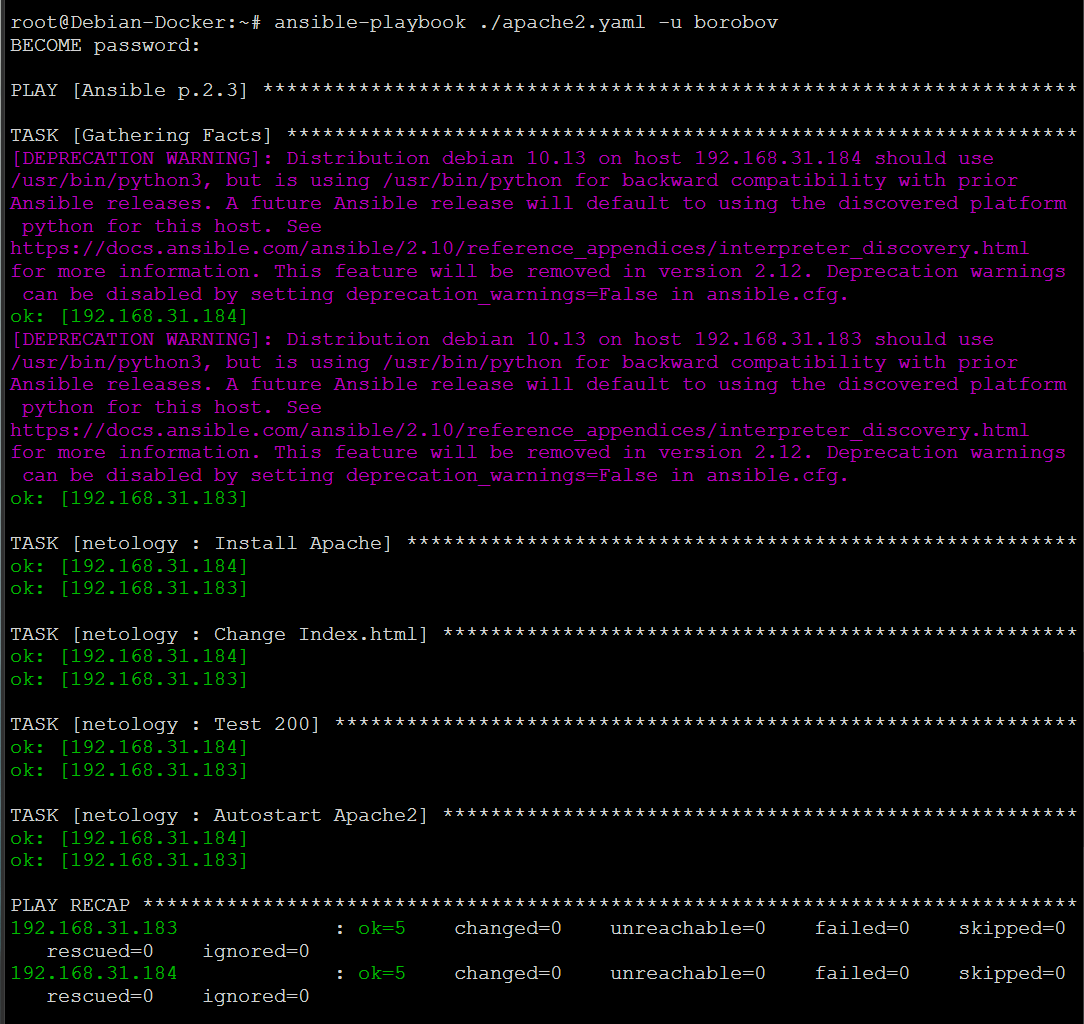 root@Debian-Docker:~# ansible-playbook ./apache2.yaml -u borobov
BECOME password:
PLAY [Ansible p.2.3] ********************************************************************
TASK [Gathering Facts] ******************************************************************
[DEPRECATION WARNING]: Distribution debian 10.13 on host 192.168.31.184 should use
/usr/bin/python3, but is using /usr/bin/python for backward compatibility with prior
Ansible releases. A future Ansible release will default to using the discovered platform
 python for this host. See
https://docs.ansible.com/ansible/2.10/reference_appendices/interpreter_discovery.html
for more information. This feature will be removed in version 2.12. Deprecation warnings
 can be disabled by setting deprecation_warnings=False in ansible.cfg.
ok: [192.168.31.184]
[DEPRECATION WARNING]: Distribution debian 10.13 on host 192.168.31.183 should use
/usr/bin/python3, but is using /usr/bin/python for backward compatibility with prior
Ansible releases. A future Ansible release will default to using the discovered platform
 python for this host. See
https://docs.ansible.com/ansible/2.10/reference_appendices/interpreter_discovery.html
for more information. This feature will be removed in version 2.12. Deprecation warnings
 can be disabled by setting deprecation_warnings=False in ansible.cfg.
ok: [192.168.31.183]
TASK [netology : Install Apache] ********************************************************
ok: [192.168.31.184]
ok: [192.168.31.183]
TASK [netology : Change Index.html] *****************************************************
ok: [192.168.31.184]
ok: [192.168.31.183]
TASK [netology : Test 200] **************************************************************
ok: [192.168.31.184]
ok: [192.168.31.183]
TASK [netology : Autostart Apache2] *****************************************************
ok: [192.168.31.184]
ok: [192.168.31.183]
PLAY RECAP ******************************************************************************
192.168.31.183             : ok=5    changed=0    unreachable=0    failed=0    skipped=0
   rescued=0    ignored=0
192.168.31.184             : ok=5    changed=0    unreachable=0    failed=0    skipped=0
   rescued=0    ignored=0